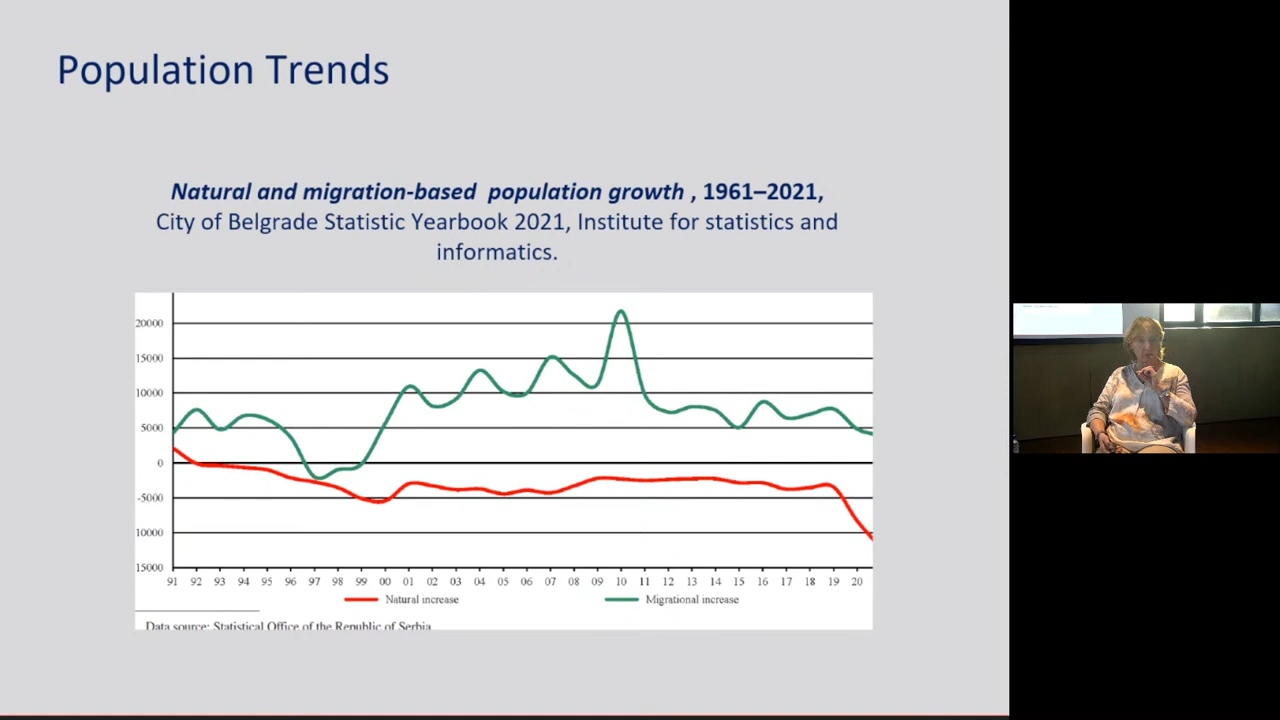 Population Trends
Natural and migration-based population growth , 1961–2021,
City of Belgrade Statistic Yearbook 2021, Institute for statistics and
informatics.
20000
15000
10000
5000
0
-5000
10000
15000
91 92 93 94 95 96 97 98 99 00 01 02 03 04 05 06 07 08 09 10 11 12 13 14 15 16 17 18 19 20
Natural increase Migrational increase
Data source: Statistical Office of the Republic of Serbia